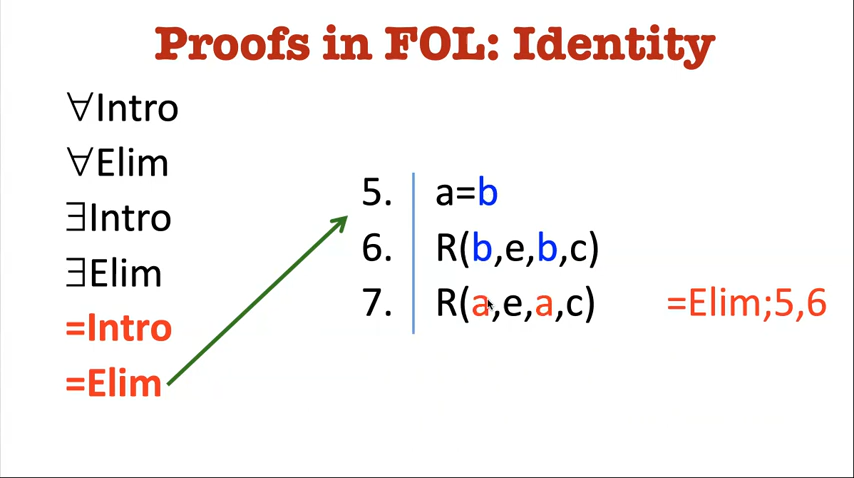 Proofs in FOL: Identity
∀Intro
∀Elim
∃Intro
∃Elim
=Intro
=Elim
5. a=b
6. R(b,e,b,c)
7. R(a,e,a,c) =Elim;5,6